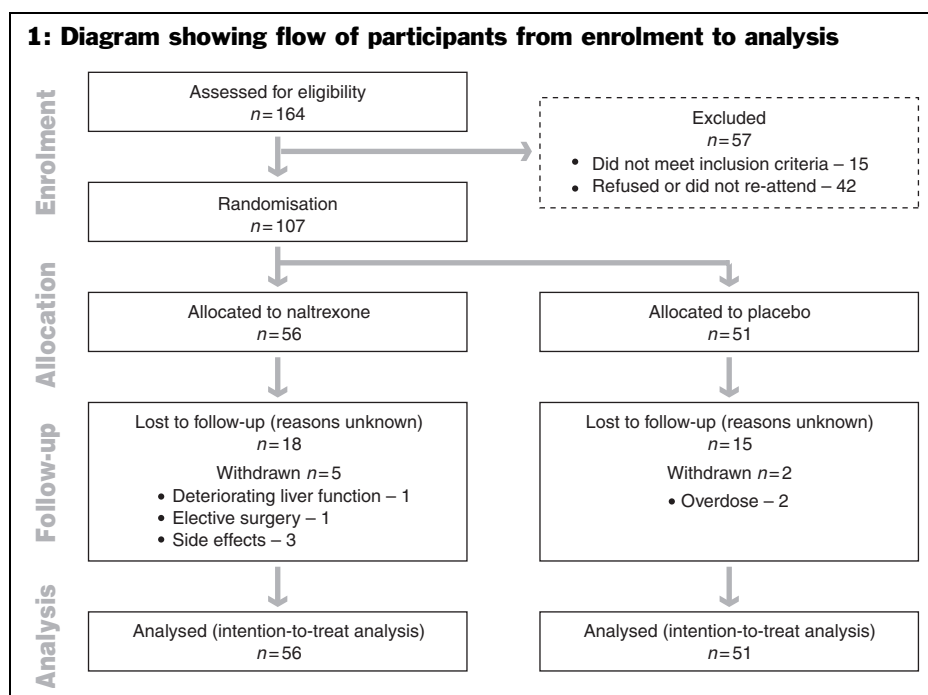 1: Diagram showing flow of participants from enrolment to analysis
Enrolment
Assessed for eligibility
n=164
Excluded
n=57
• Did not meet inclusion criteria – 15
• Refused or did not re-attend – 42
Randomisation
n=107
Allocation
Allocated to naltrexone
n=56
Allocated to placebo
n=51
Follow-up
Lost to follow-up (reasons unknown)
n=18
Withdrawn n=5
• Deteriorating liver function – 1
• Elective surgery – 1
• Side effects – 3
Lost to follow-up (reasons unknown)
n=15
Withdrawn n=2
• Overdose – 2
Analysis
Analysed (intention-to-treat analysis)
n=56
Analysed (intention-to-treat analysis)
n=51